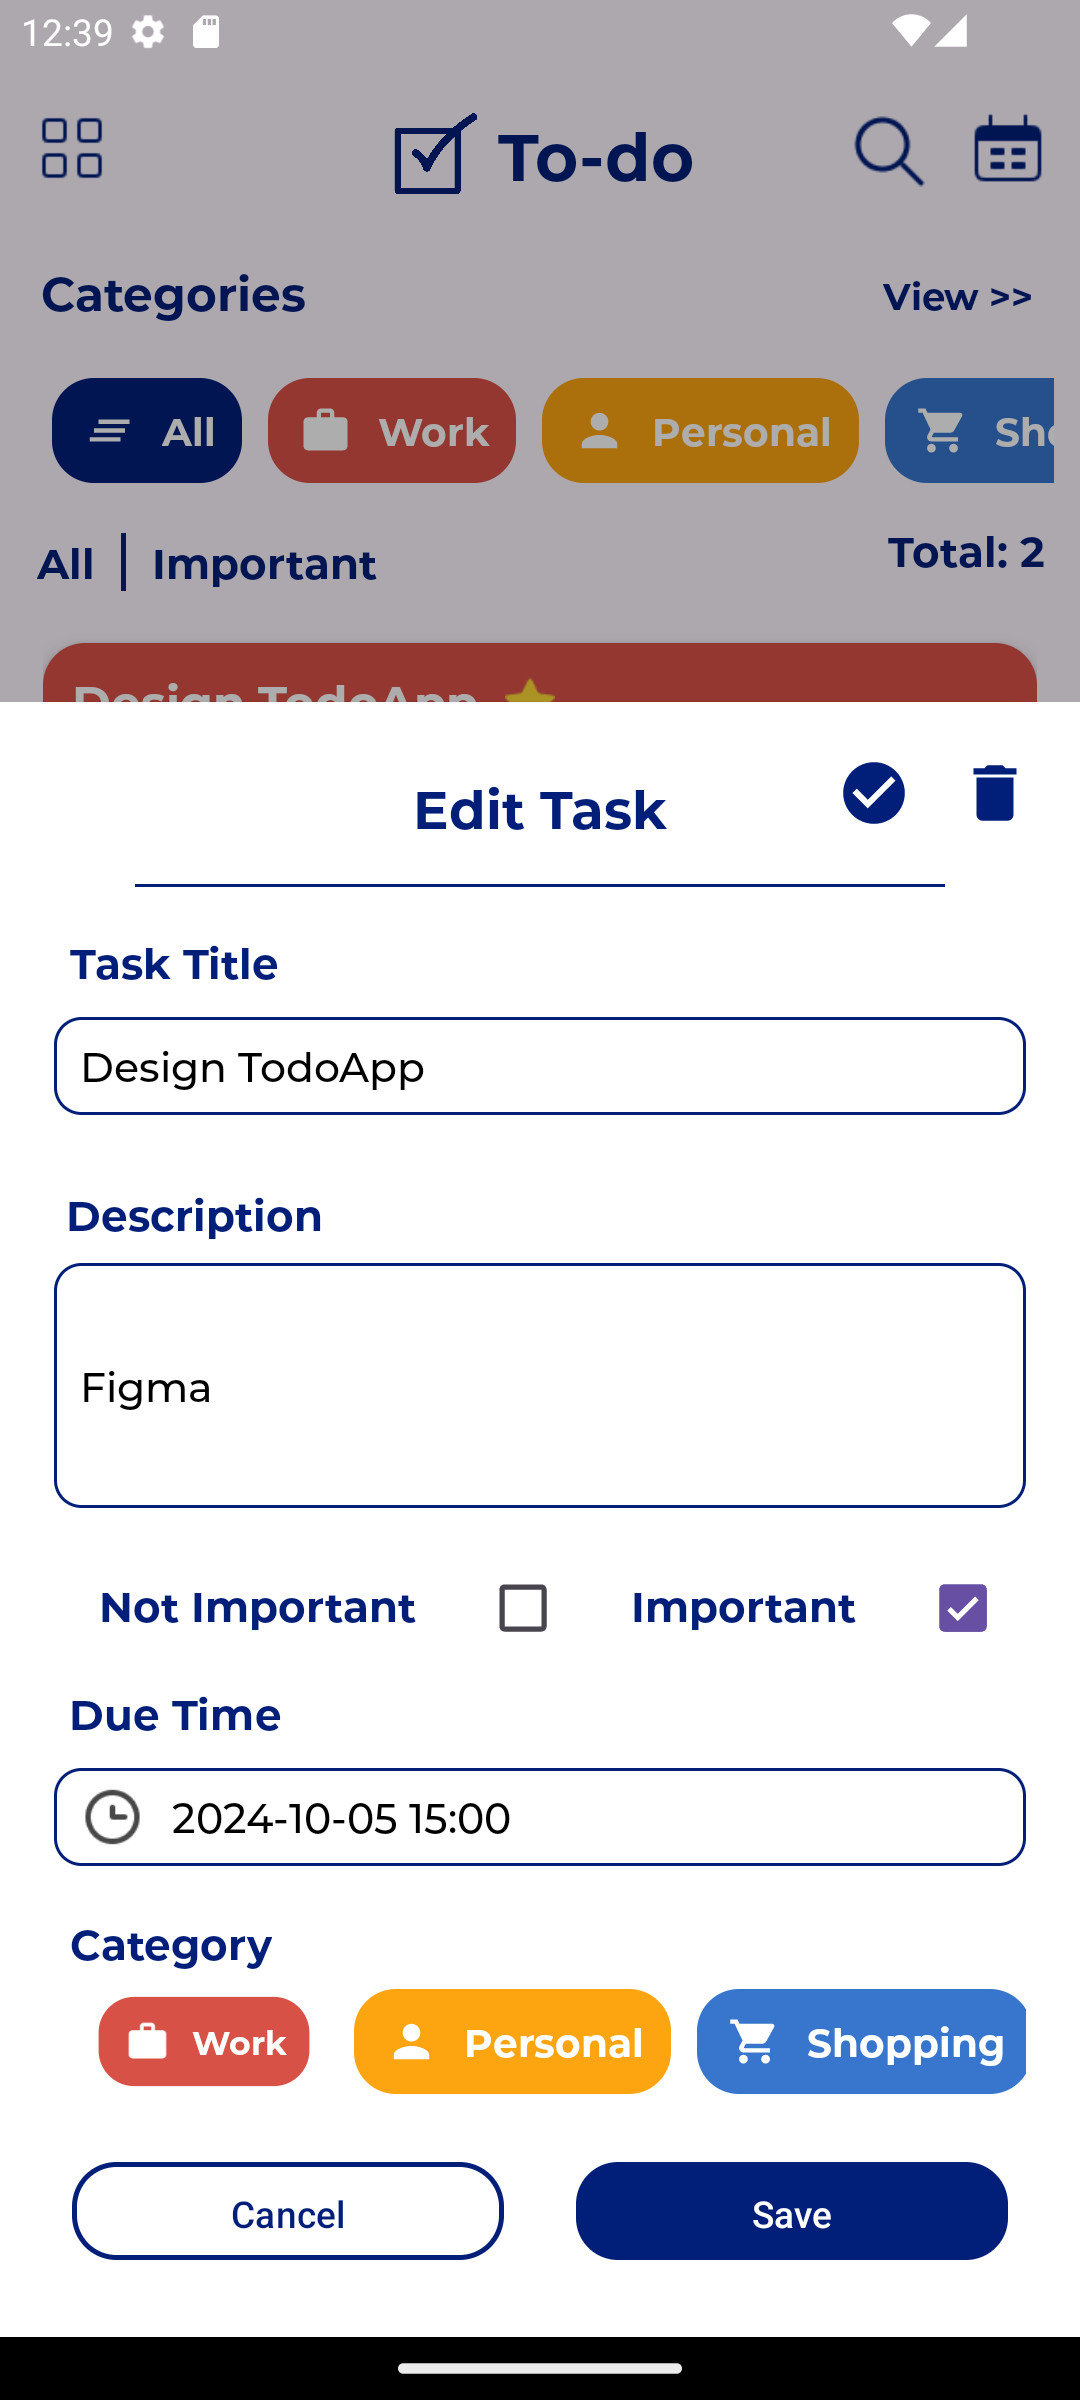 12:39
To-do
Categories
View >>
All
Work
Personal
Sho
All
Important
Total: 2
Design TodoApp
Edit Task
Task Title
Design TodoApp
Description
Figma
Not Important
Important
Due Time
2024-10-05 15:00
Category
Work
Personal
Shopping
Cancel
Save